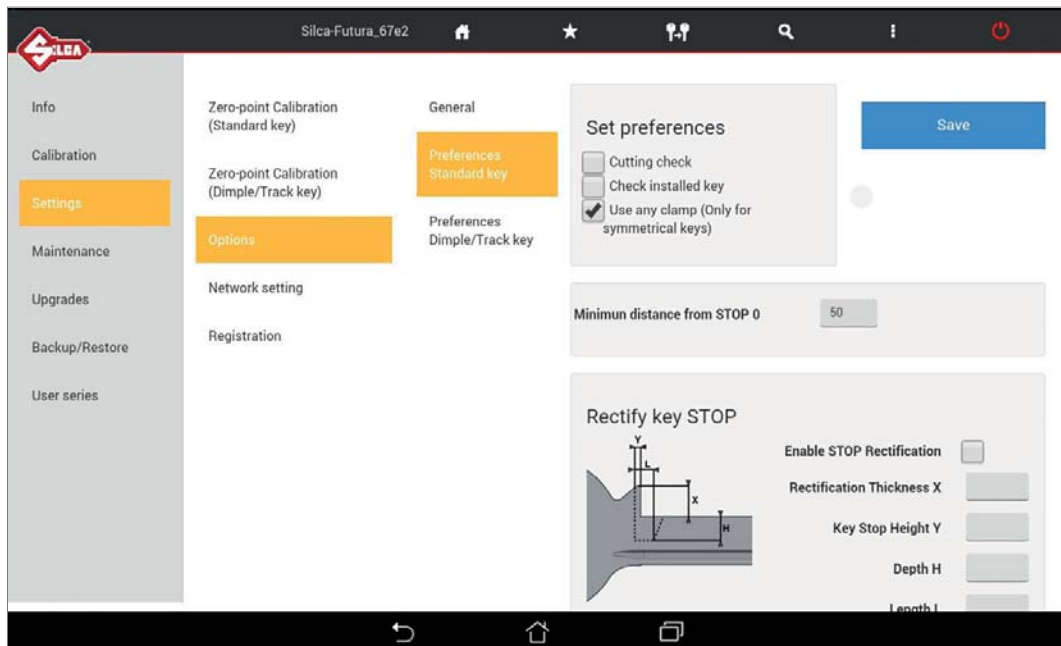 Silca-Futura_67e2
SILCA
Info
Calibration
Settings
Maintenance
Upgrades
Backup/Restore
User series
Zero-point Calibration
(Standard key)
Zero-point Calibration
(Dimple/Track key)
Options
Network setting
Registration
General
Preferences
Standard key
Preferences
Dimple/Track key
Set preferences
Cutting check
Check installed key
Use any clamp (Only for
symmetrical keys)
Save
Minimun distance from STOP 0
50
Rectify key STOP
Y
L
X
H
Enable STOP Rectification
Rectification Thickness X
Key Stop Height Y
Depth H
Length L